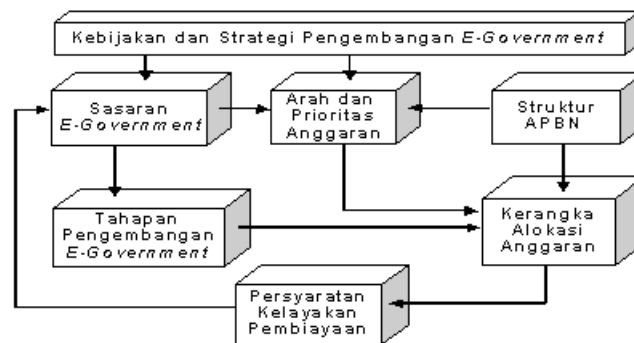 Kebijakan dan Strategi Pengembangan E-Government
Sasaran
E-Government
Arah dan
Prioritas
Anggaran
Struktur
APBN
Tahapan
Pengembangan
E-Government
Kerangka
Alokasi
Anggaran
Persyaratan
Kelayakan
Pembiayaan